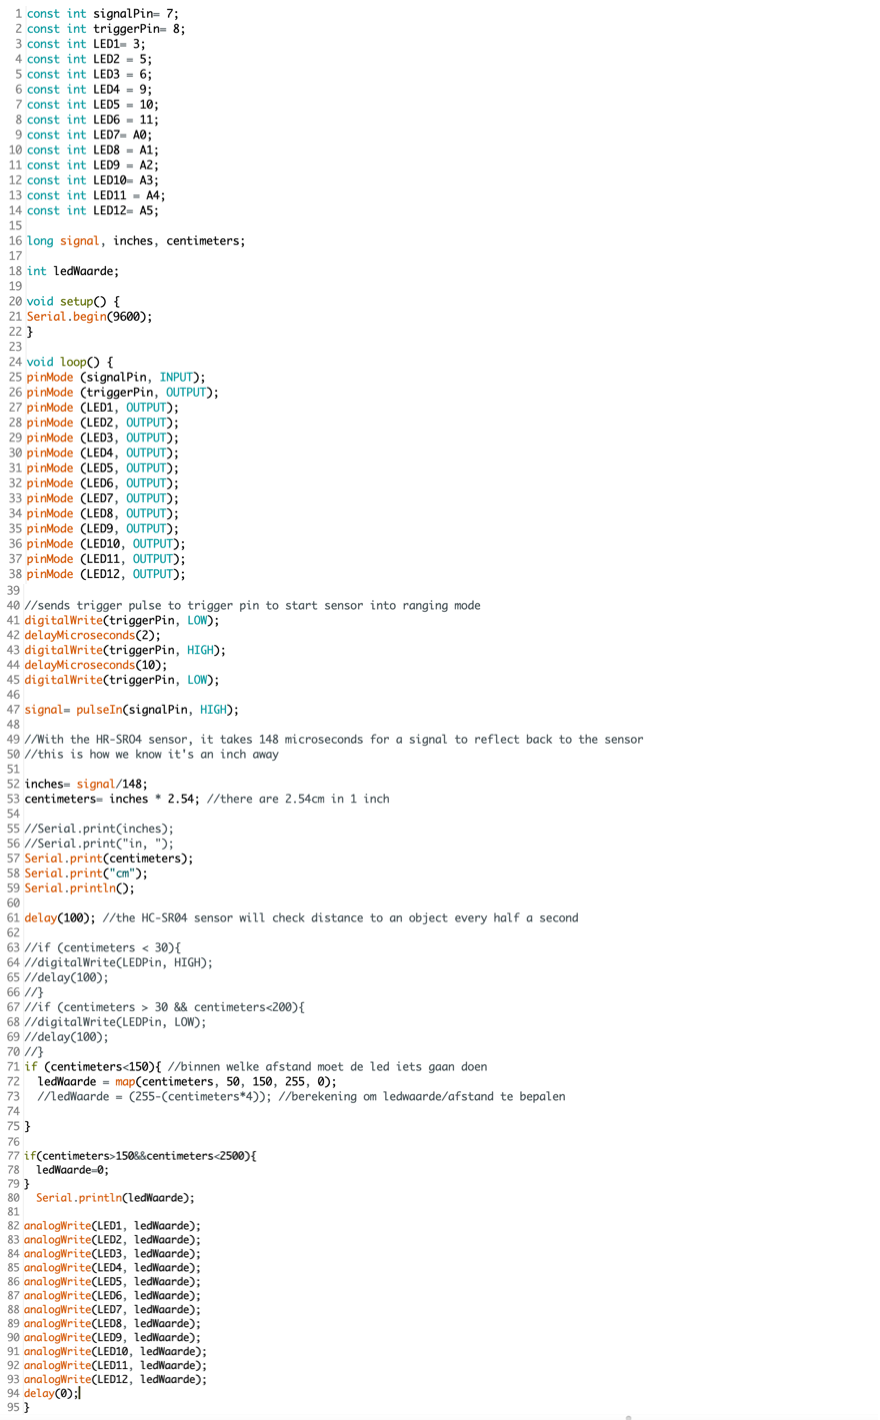 1 const int signalPin= 7;
2 const int triggerPin= 8;
3 const int LED1= 3;
4 const int LED2 = 5;
5 const int LED3 = 6;
6 const int LED4 = 9;
7 const int LED5 = 10;
8 const int LED6 = 11;
9 const int LED7= A0;
10 const int LED8 = A1;
11 const int LED9 = A2;
12 const int LED10= A3;
13 const int LED11 = A4;
14 const int LED12= A5;
15
16 long signal, inches, centimeters;
17
18 int ledWaarde;
19
20 void setup() {
21 Serial.begin(9600);
22 }
23
24 void loop() {
25 pinMode (signalPin, INPUT);
26 pinMode (triggerPin, OUTPUT);
27 pinMode (LED1, OUTPUT);
28 pinMode (LED2, OUTPUT);
29 pinMode (LED3, OUTPUT);
30 pinMode (LED4, OUTPUT);
31 pinMode (LED5, OUTPUT);
32 pinMode (LED6, OUTPUT);
33 pinMode (LED7, OUTPUT);
34 pinMode (LED8, OUTPUT);
35 pinMode (LED9, OUTPUT);
36 pinMode (LED10, OUTPUT);
37 pinMode (LED11, OUTPUT);
38 pinMode (LED12, OUTPUT);
39
40 //sends trigger pulse to trigger pin to start sensor into ranging mode
41 digitalWrite(triggerPin, LOW);
42 delayMicroseconds(2);
43 digitalWrite(triggerPin, HIGH);
44 delayMicroseconds(10);
45 digitalWrite(triggerPin, LOW);
46
47 signal= pulseIn(signalPin, HIGH);
48
49 //With the HR-SR04 sensor, it takes 148 microseconds for a signal to reflect back to the sensor
50 //this is how we know it's an inch away
51
52 inches= signal/148;
53 centimeters= inches * 2.54; //there are 2.54cm in 1 inch
54
55 //Serial.print(inches);
56 //Serial.print("in, ");
57 Serial.print(centimeters);
58 Serial.print("cm");
59 Serial.println();
60
61 delay(100); //the HC-SR04 sensor will check distance to an object every half a second
62
63 //if (centimeters < 30){
64 //digitalWrite(LEDPin, HIGH);
65 //delay(100);
66 //}
67 //if (centimeters > 30 && centimeters<200){
68 //digitalWrite(LEDPin, LOW);
69 //delay(100);
70 //}
71 if (centimeters<150){ //binnen welke afstand moet de led iets gaan doen
72 ledWaarde = map(centimeters, 50, 150, 255, 0);
73 //ledWaarde = (255-(centimeters*4)); //berekening om ledwaarde/afstand te bepalen
74
75 }
76
77 if(centimeters>150&&centimeters<2500){
78 ledWaarde=0;
79 }
80 Serial.println(ledWaarde);
81
82 analogWrite(LED1, ledWaarde);
83 analogWrite(LED2, ledWaarde);
84 analogWrite(LED3, ledWaarde);
85 analogWrite(LED4, ledWaarde);
86 analogWrite(LED5, ledWaarde);
87 analogWrite(LED6, ledWaarde);
88 analogWrite(LED7, ledWaarde);
89 analogWrite(LED8, ledWaarde);
90 analogWrite(LED9, ledWaarde);
91 analogWrite(LED10, ledWaarde);
92 analogWrite(LED11, ledWaarde);
93 analogWrite(LED12, ledWaarde);
94 delay(0);
95 }